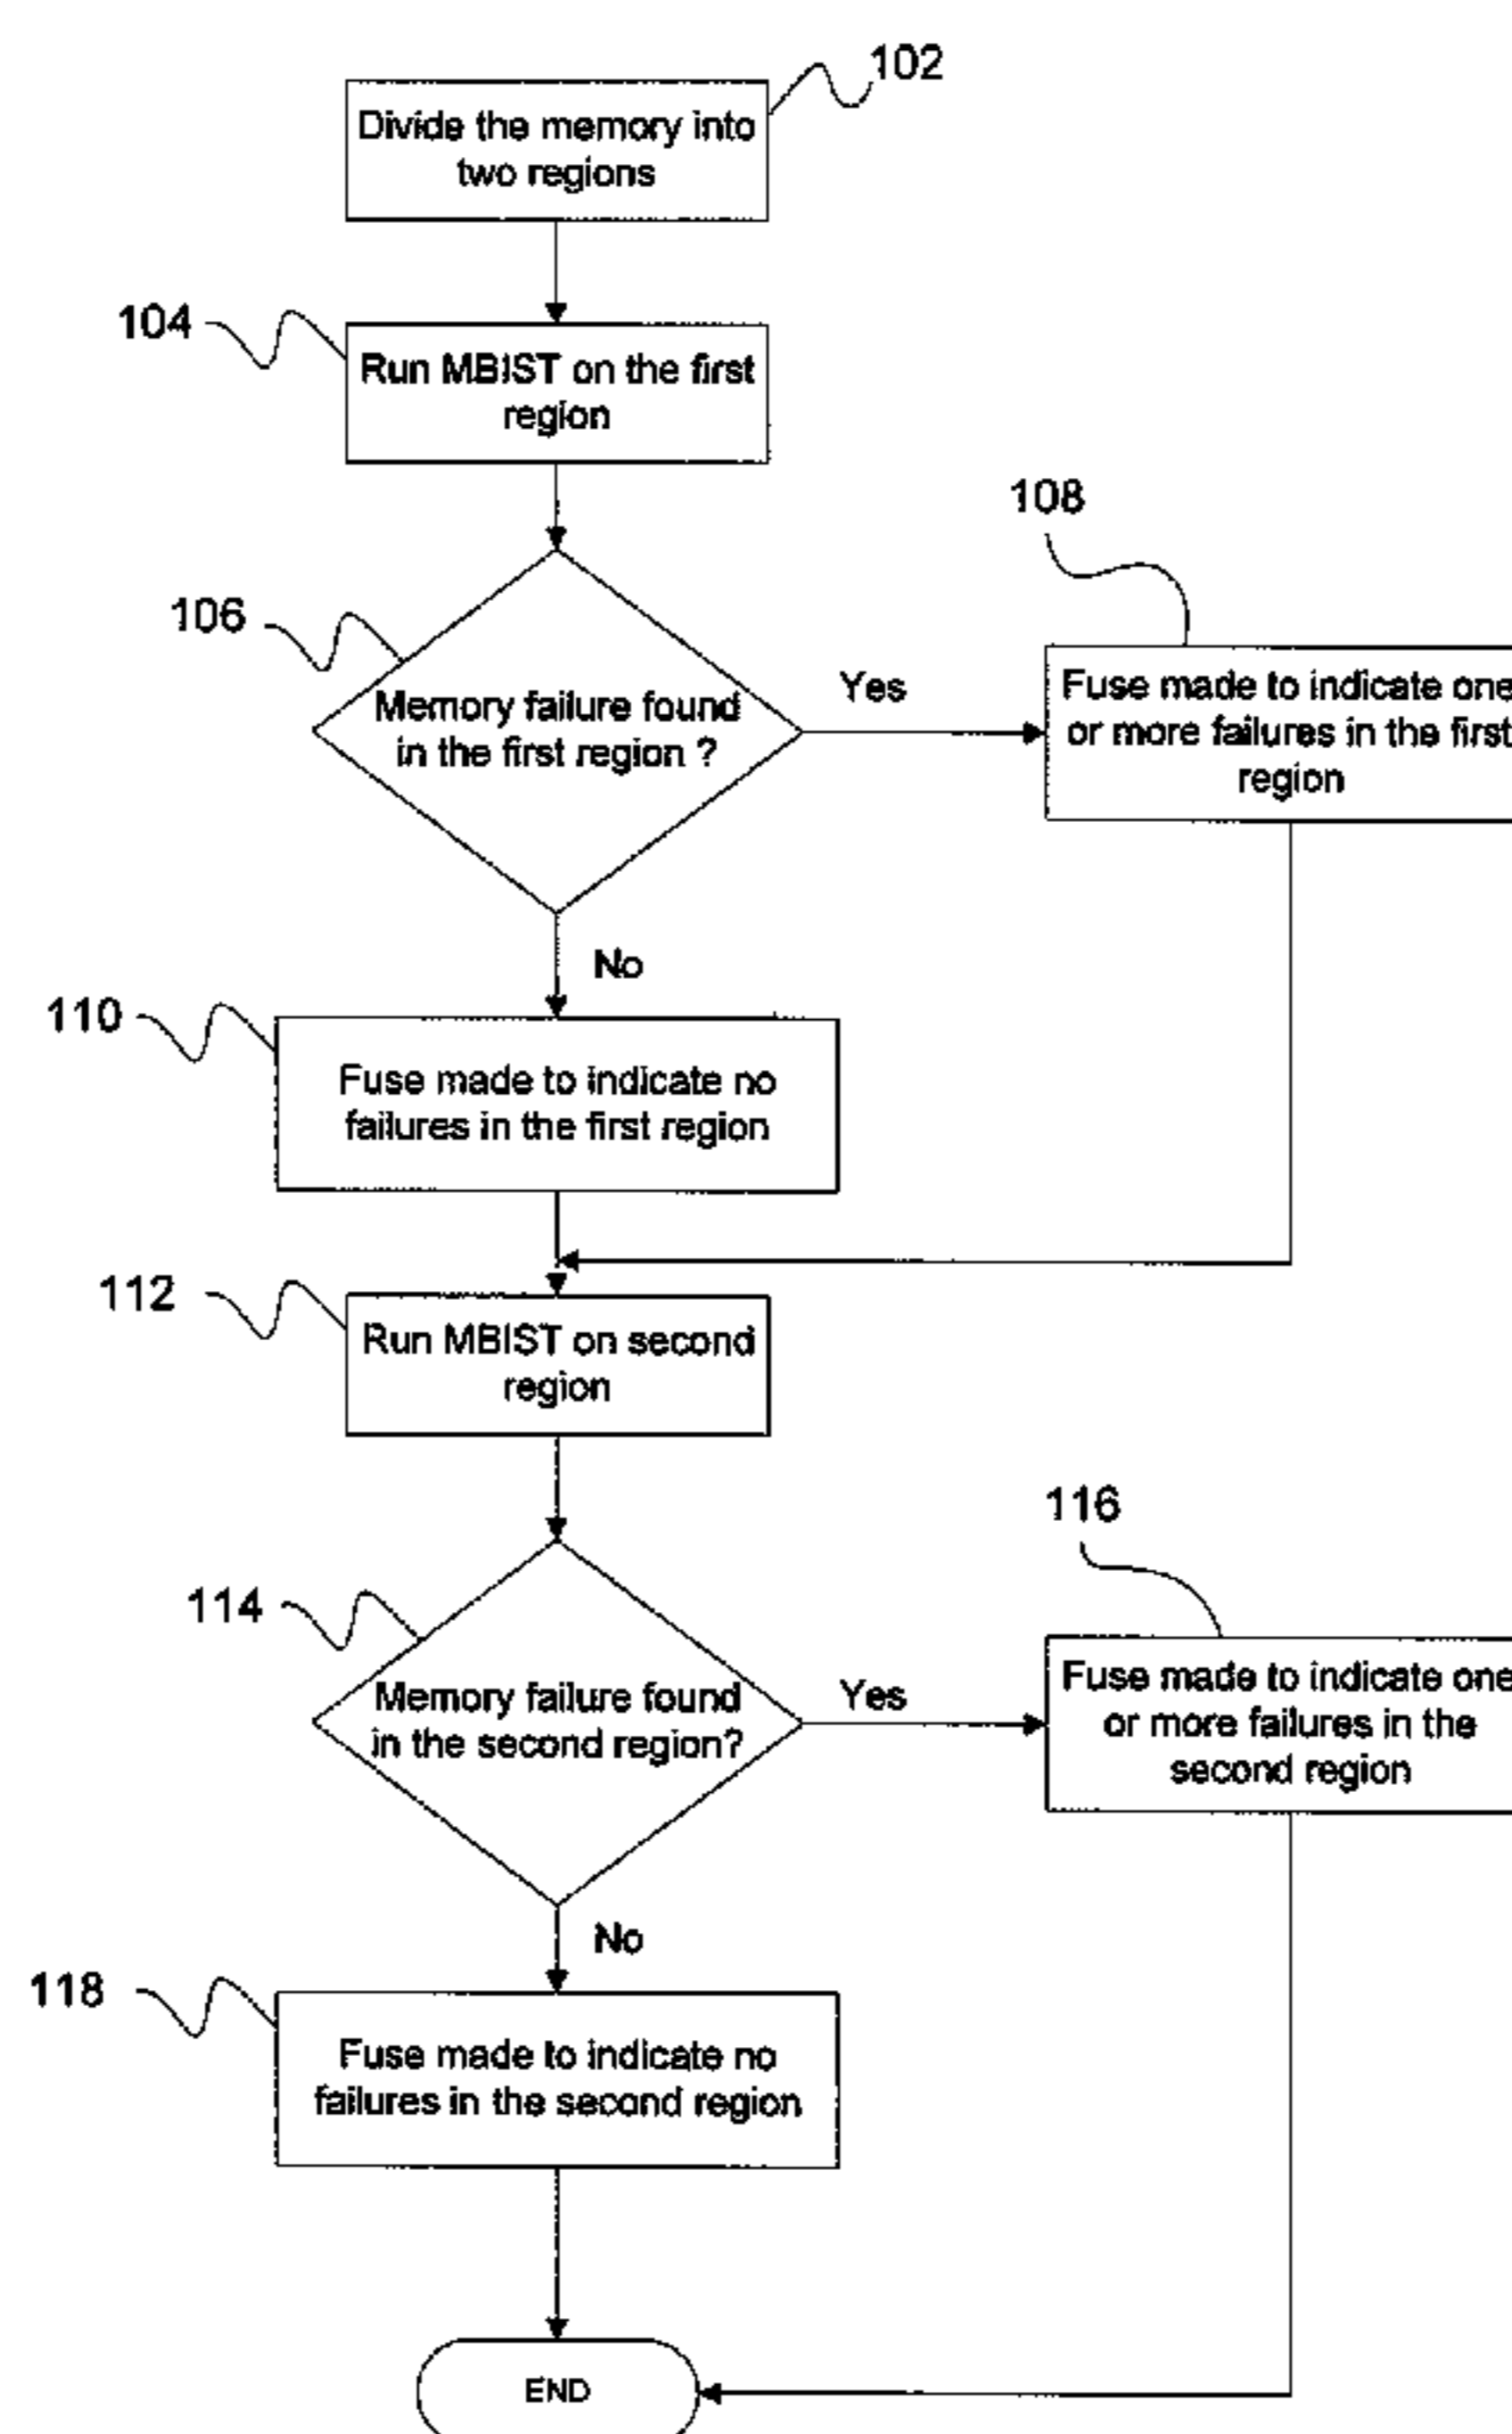 102
Divide the memory into
two regions
104
Run MBIST on the first
region
108
106
Memory failure found
in the first region ?
Yes
Fuse made to indicate one
or more failures in the first
region
No
110
Fuse made to indicate no
failures in the first region
112
Run MBIST on second
region
116
114
Memory failure found
in the second region?
Yes
Fuse made to indicate one
or more failures in the
second region
No
118
Fuse made to indicate no
failures in the second region
END